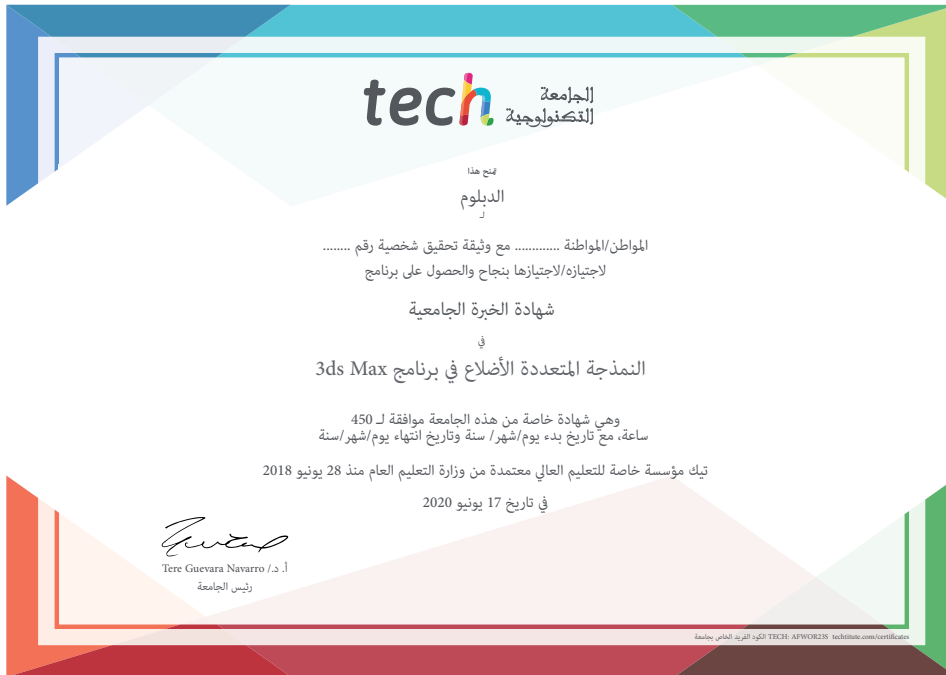 tech الجامعة
التكنولوجية
يمنح هذا
الدبلوم
لـ
المواطن/المواطنة ............ مع وثيقة تحقيق شخصية رقم ........
لاجتيازه/لاجتيازها بنجاح والحصول على برنامج
شهادة الخبرة الجامعية
في
النمذجة المتعددة الأضلاع في برنامج 3ds Max
وهي شهادة خاصة من هذه الجامعة موافقة لـ 450
ساعة، مع تاريخ بدء يوم/شهر/ سنة وتاريخ انتهاء يوم/شهر/سنة
تيك مؤسسة خاصة للتعليم العالي معتمدة من وزارة التعليم العام منذ 28 يونيو 2018
في تاريخ 17 يونيو 2020
أ. د./ Tere Guevara Navarro
رئيس الجامعة
الكود الفريد الخاص بجامعة TECH: AFWOR23S techtitute.com/certificates